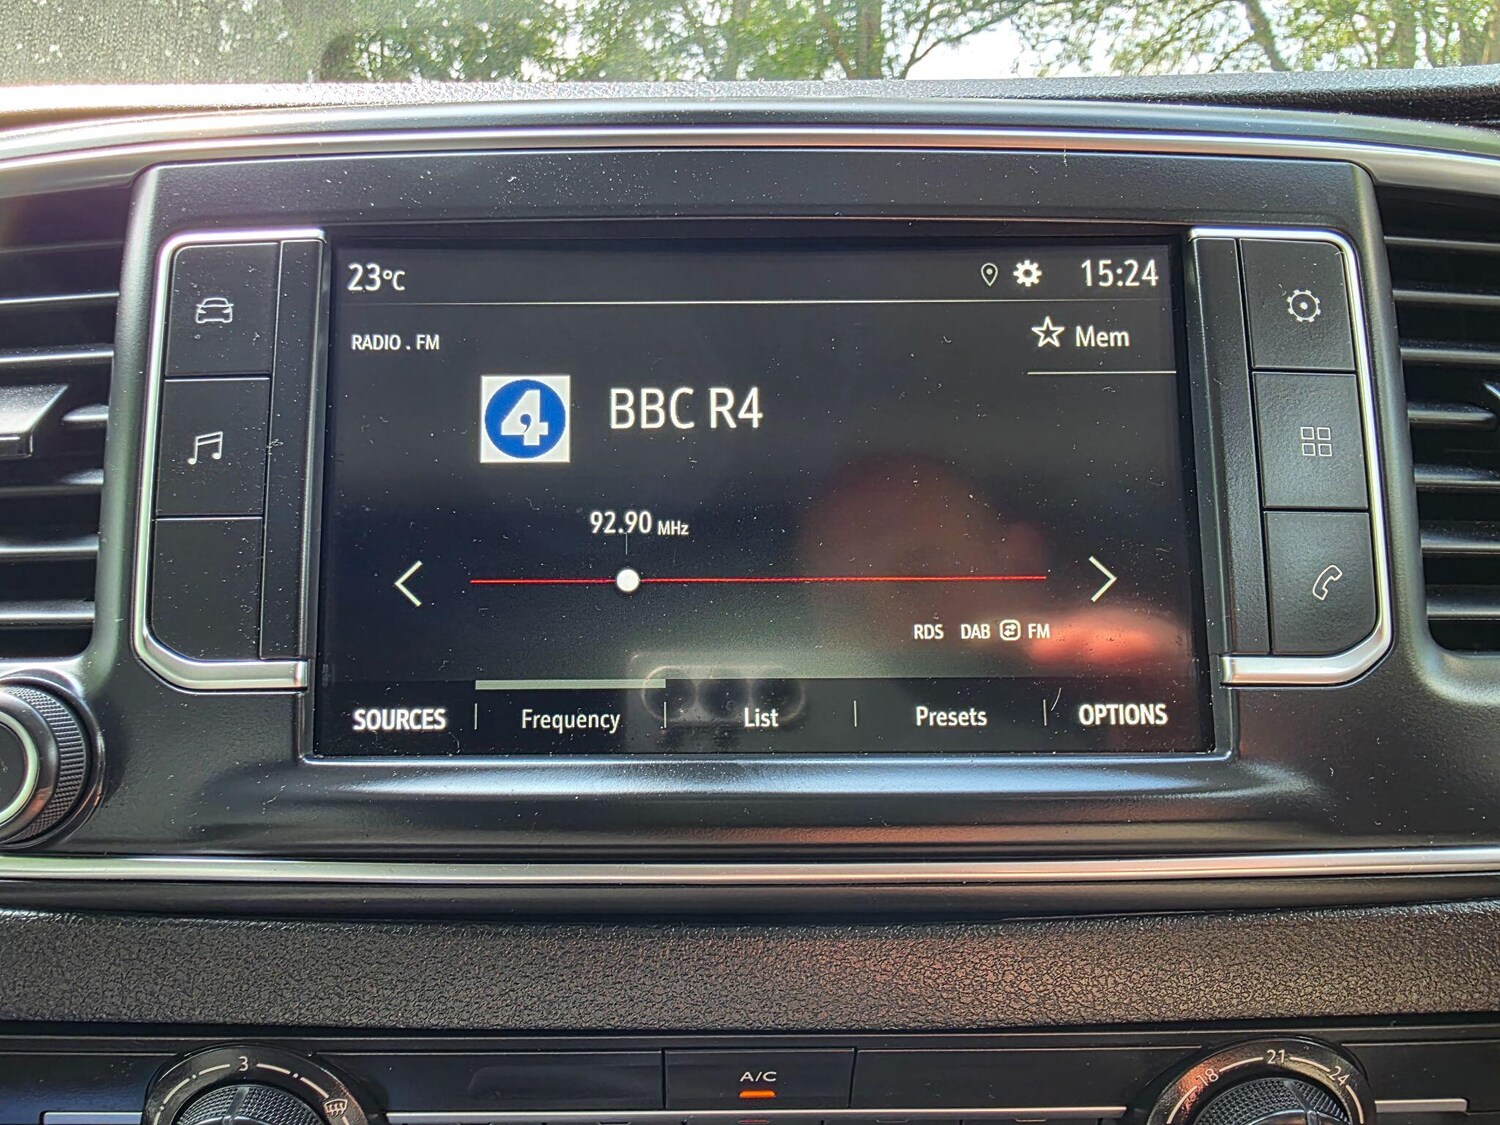 23°C 15:24
RADIO . FM
Mem
4 BBC R4
92.90 MHz
RDS DAB FM
SOURCES Frequency List Presets OPTIONS
3
A/C
18 21 24